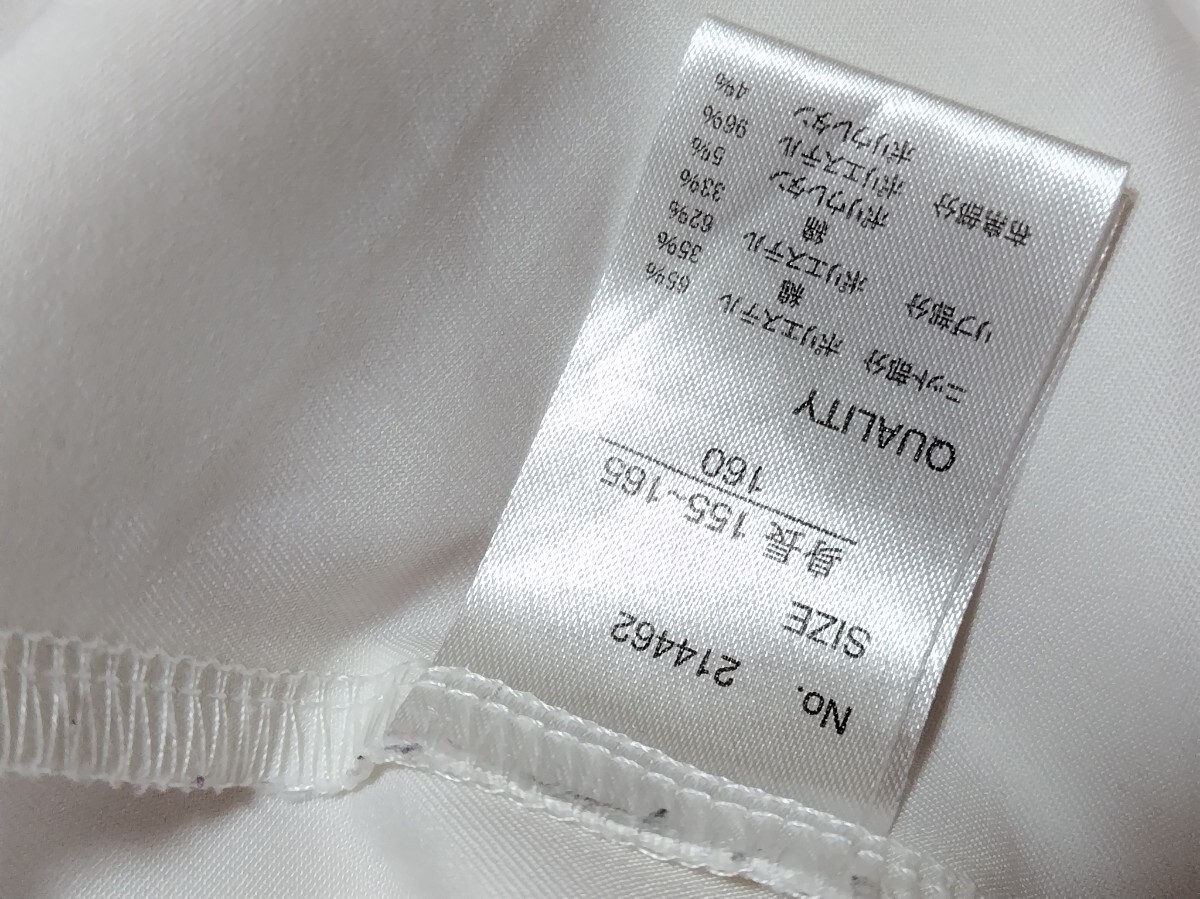 No. 214462
SIZE
身長 155~165
160
QUALITY
ニット部分 ポリエステル 65%
綿 35%
リブ部分 ポリエステル 62%
綿 33%
ポリウレタン 5%
布帛部分 ポリエステル 96%
ポリウレタン 4%